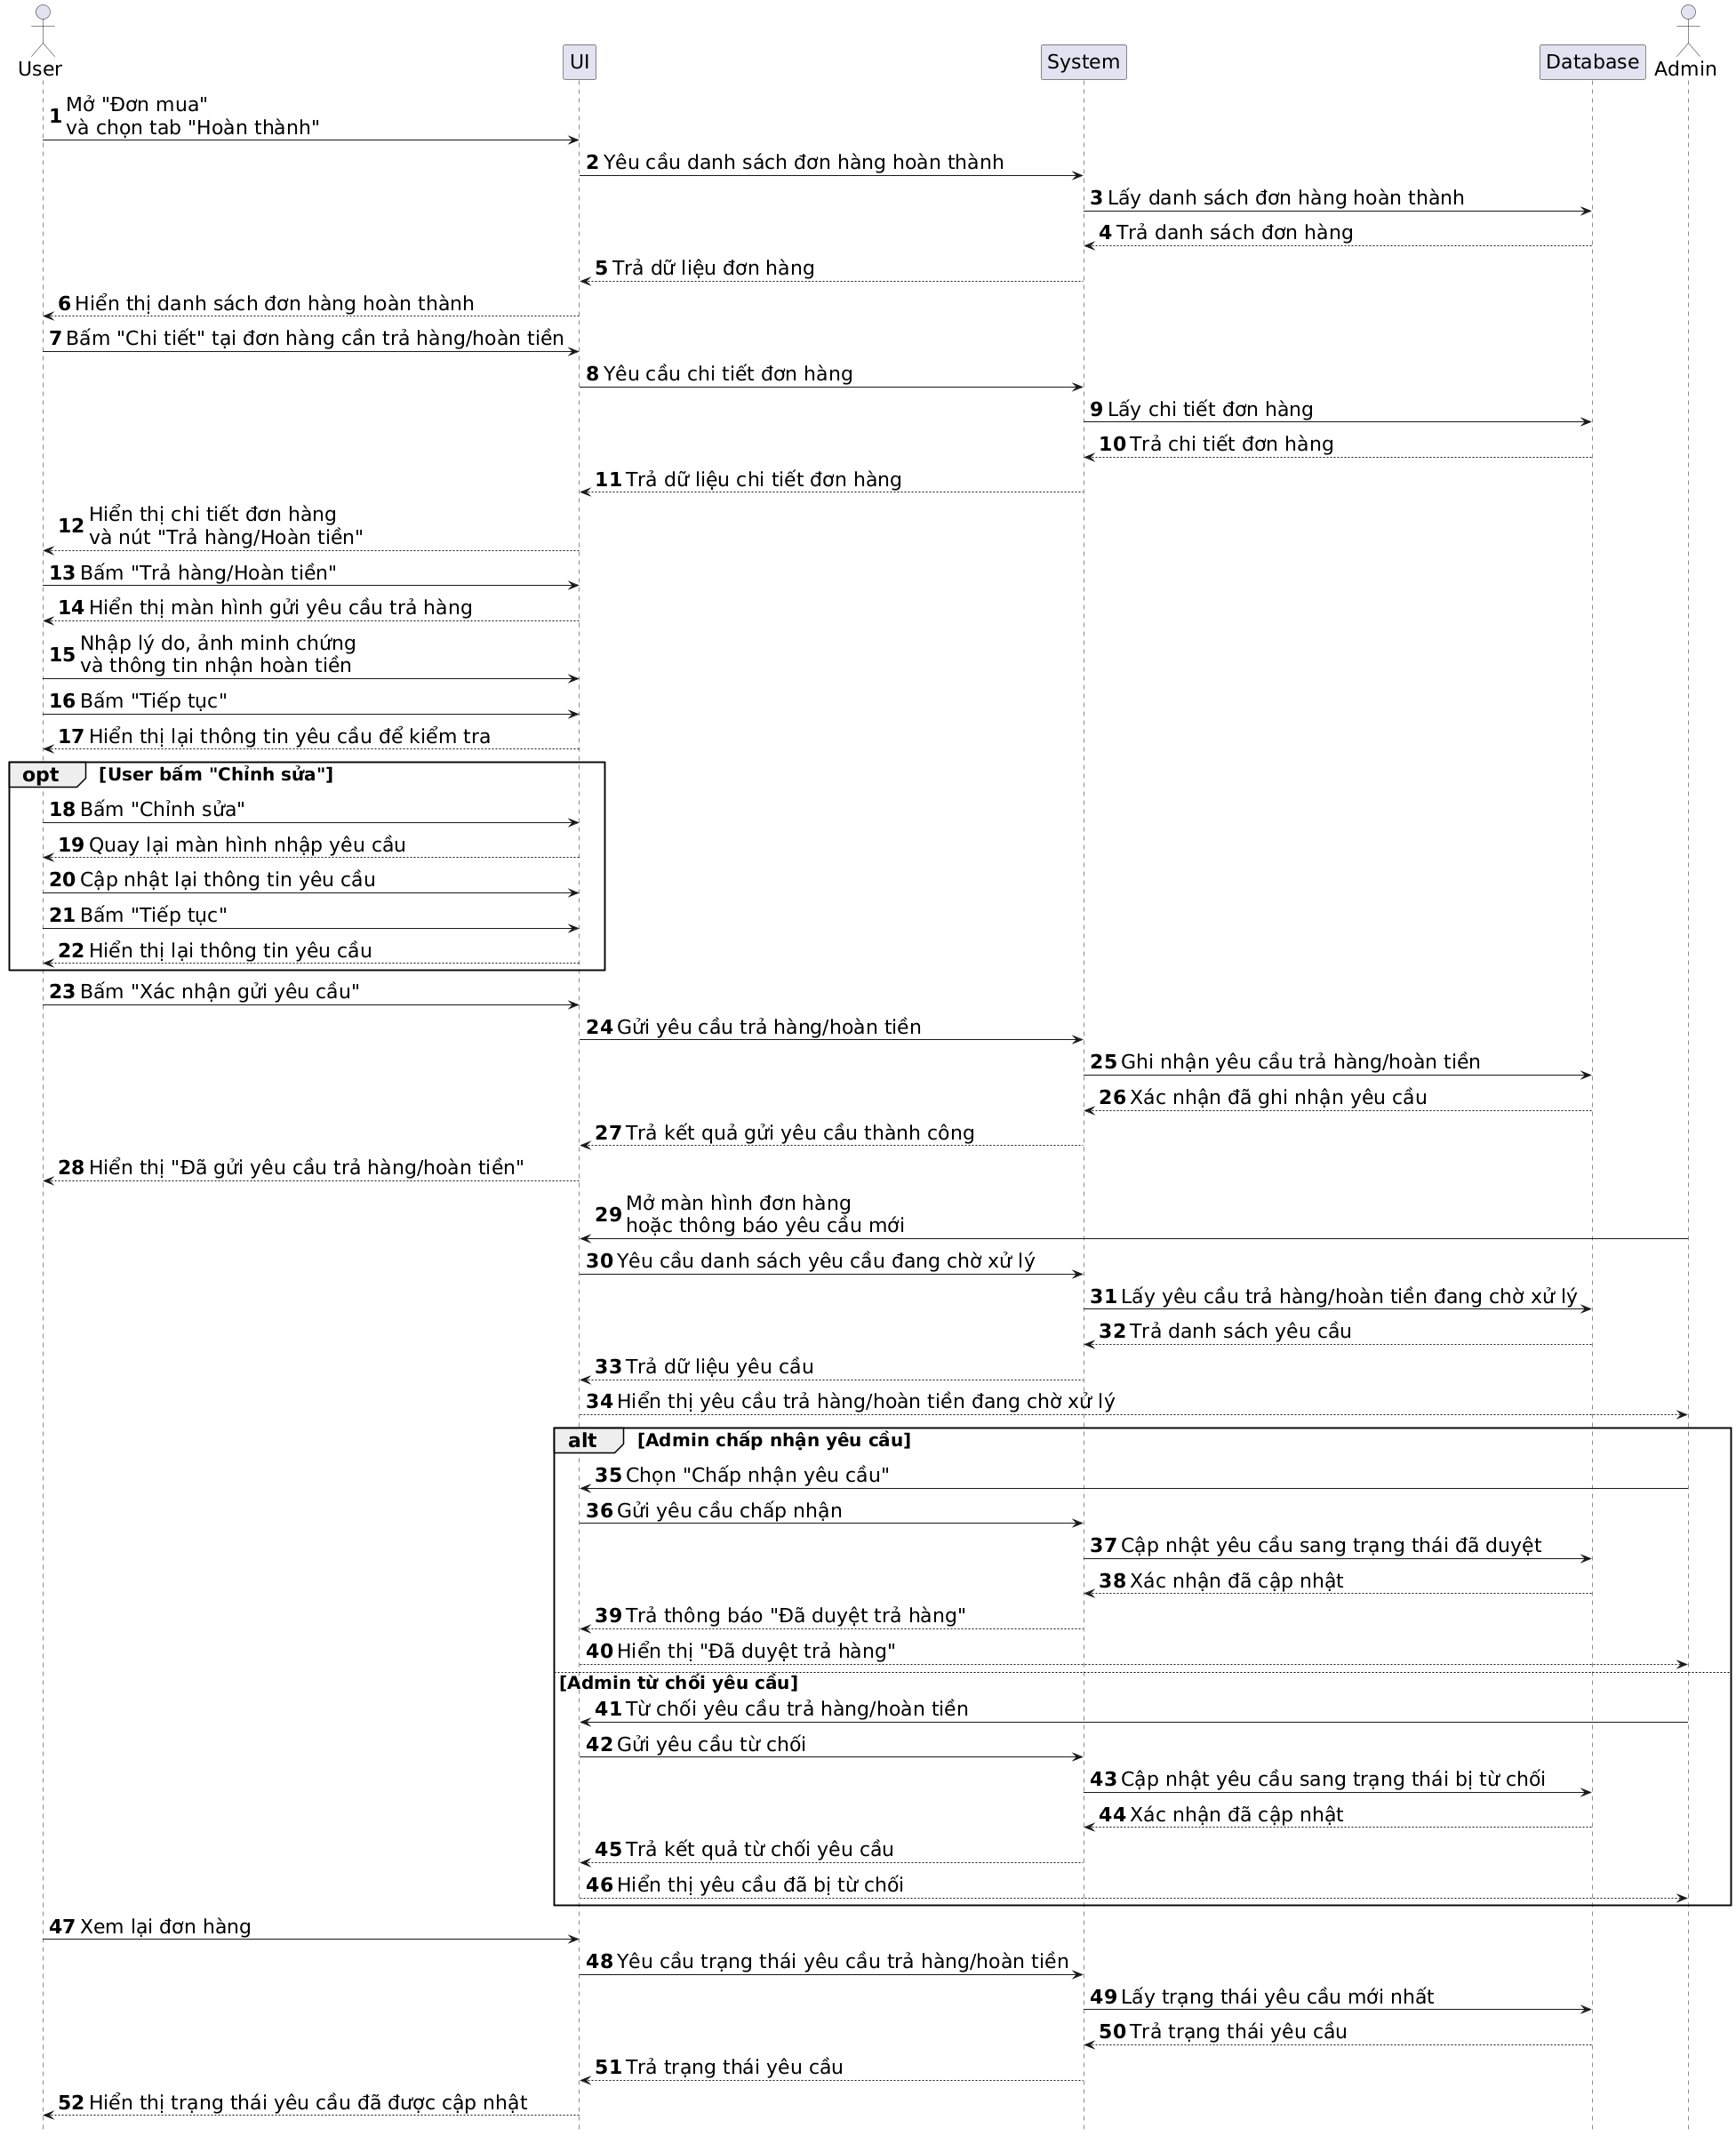 User
UI
System
Database
Admin
1 Mở "Đơn mua"
và chọn tab "Hoàn thành"
2 Yêu cầu danh sách đơn hàng hoàn thành
3 Lấy danh sách đơn hàng hoàn thành
4 Trả danh sách đơn hàng
5 Trả dữ liệu đơn hàng
6 Hiển thị danh sách đơn hàng hoàn thành
7 Bấm "Chi tiết" tại đơn hàng cần trả hàng/hoàn tiền
8 Yêu cầu chi tiết đơn hàng
9 Lấy chi tiết đơn hàng
10 Trả chi tiết đơn hàng
11 Trả dữ liệu chi tiết đơn hàng
12 Hiển thị chi tiết đơn hàng
và nút "Trả hàng/Hoàn tiền"
13 Bấm "Trả hàng/Hoàn tiền"
14 Hiển thị màn hình gửi yêu cầu trả hàng
15 Nhập lý do, ảnh minh chứng
và thông tin nhận hoàn tiền
16 Bấm "Tiếp tục"
17 Hiển thị lại thông tin yêu cầu để kiểm tra
opt [User bấm "Chỉnh sửa"]
18 Bấm "Chỉnh sửa"
19 Quay lại màn hình nhập yêu cầu
20 Cập nhật lại thông tin yêu cầu
21 Bấm "Tiếp tục"
22 Hiển thị lại thông tin yêu cầu
23 Bấm "Xác nhận gửi yêu cầu"
24 Gửi yêu cầu trả hàng/hoàn tiền
25 Ghi nhận yêu cầu trả hàng/hoàn tiền
26 Xác nhận đã ghi nhận yêu cầu
27 Trả kết quả gửi yêu cầu thành công
28 Hiển thị "Đã gửi yêu cầu trả hàng/hoàn tiền"
29 Mở màn hình đơn hàng
hoặc thông báo yêu cầu mới
30 Yêu cầu danh sách yêu cầu đang chờ xử lý
31 Lấy yêu cầu trả hàng/hoàn tiền đang chờ xử lý
32 Trả danh sách yêu cầu
33 Trả dữ liệu yêu cầu
34 Hiển thị yêu cầu trả hàng/hoàn tiền đang chờ xử lý
alt [Admin chấp nhận yêu cầu]
35 Chọn "Chấp nhận yêu cầu"
36 Gửi yêu cầu chấp nhận
37 Cập nhật yêu cầu sang trạng thái đã duyệt
38 Xác nhận đã cập nhật
39 Trả thông báo "Đã duyệt trả hàng"
40 Hiển thị "Đã duyệt trả hàng"
[Admin từ chối yêu cầu]
41 Từ chối yêu cầu trả hàng/hoàn tiền
42 Gửi yêu cầu từ chối
43 Cập nhật yêu cầu sang trạng thái bị từ chối
44 Xác nhận đã cập nhật
45 Trả kết quả từ chối yêu cầu
46 Hiển thị yêu cầu đã bị từ chối
47 Xem lại đơn hàng
48 Yêu cầu trạng thái yêu cầu trả hàng/hoàn tiền
49 Lấy trạng thái yêu cầu mới nhất
50 Trả trạng thái yêu cầu
51 Trả trạng thái yêu cầu
52 Hiển thị trạng thái yêu cầu đã được cập nhật